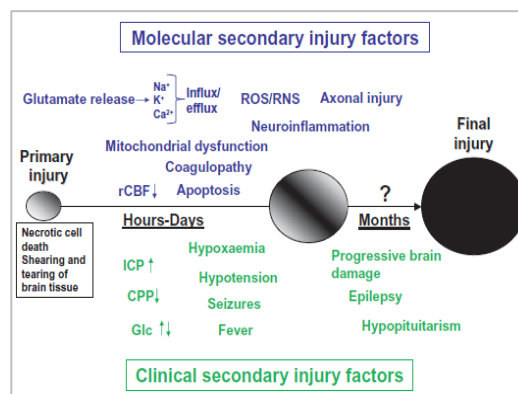 Molecular secondary injury factors
Na⁺
Glutamate release → K⁺ Influx/
Ca²⁺ efflux
ROS/RNS Axonal injury
Neuroinflammation
Mitochondrial dysfunction
Coagulopathy
rCBF ↓ Apoptosis
Primary
injury
Final
injury
?
Hours-Days
Months
Necrotic cell
death
Shearing and
tearing of
brain tissue
ICP ↑
CPP↓
Glc ↑↓
Hypoxaemia
Hypotension
Seizures
Fever
Progressive brain
damage
Epilepsy
Hypopituitarism
Clinical secondary injury factors